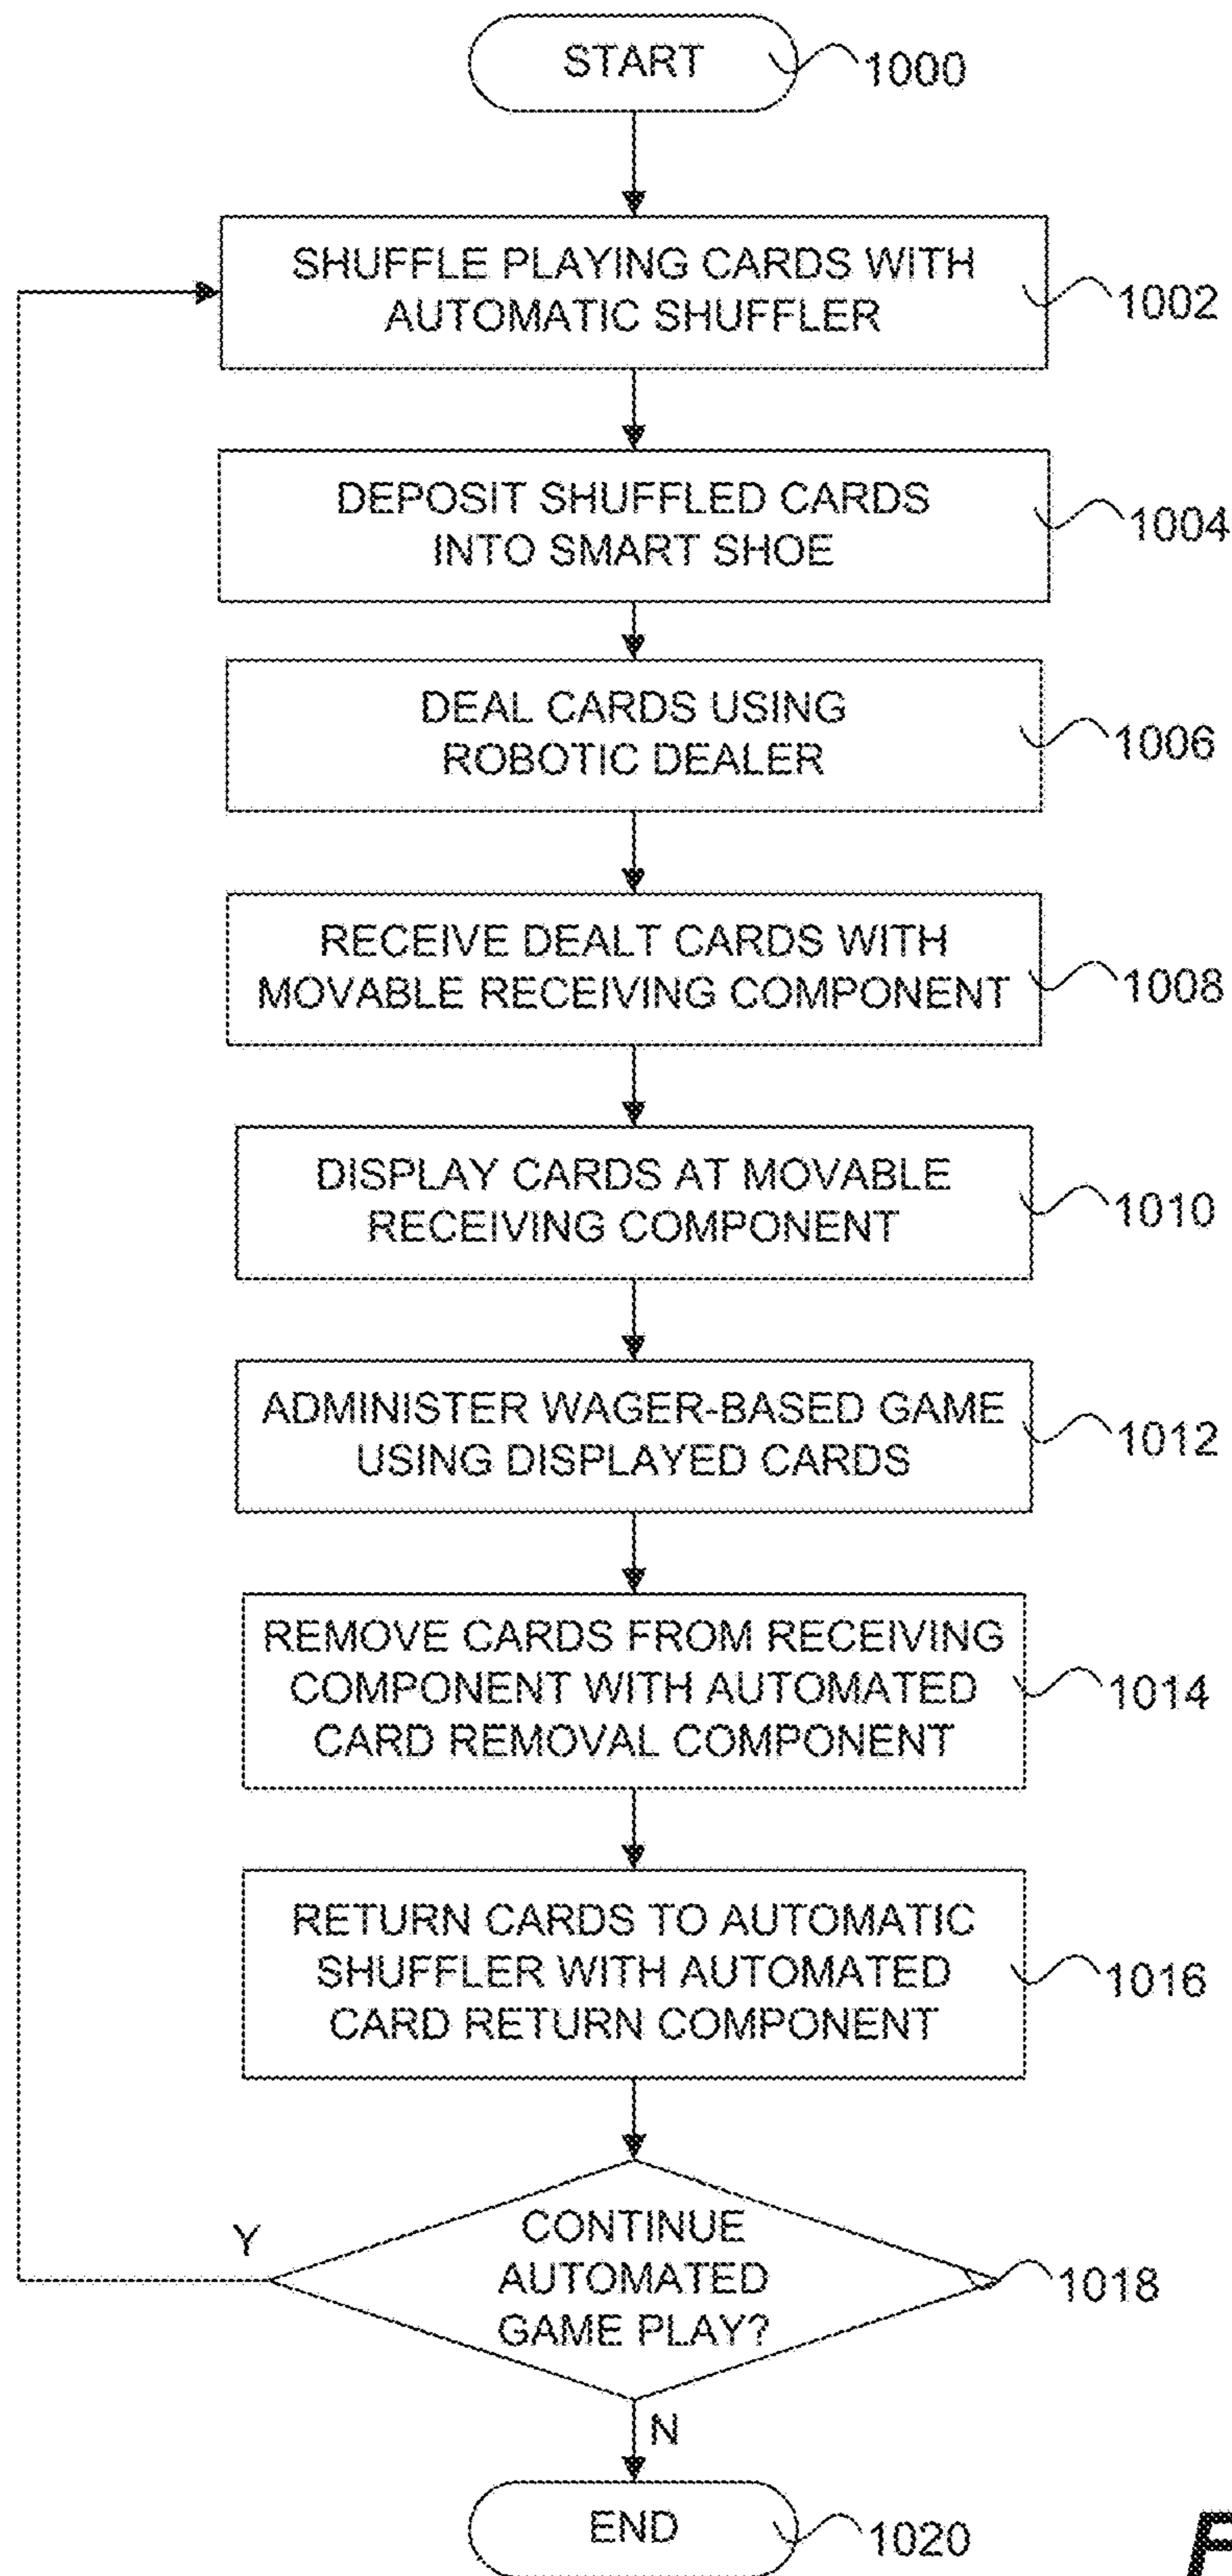 START
1000
SHUFFLE PLAYING CARDS WITH
AUTOMATIC SHUFFLER
1002
DEPOSIT SHUFFLED CARDS
INTO SMART SHOE
1004
DEAL CARDS USING
ROBOTIC DEALER
1006
RECEIVE DEALT CARDS WITH
MOVABLE RECEIVING COMPONENT
1008
DISPLAY CARDS AT MOVABLE
RECEIVING COMPONENT
1010
ADMINISTER WAGER-BASED GAME
USING DISPLAYED CARDS
1012
REMOVE CARDS FROM RECEIVING
COMPONENT WITH AUTOMATED
CARD REMOVAL COMPONENT
1014
RETURN CARDS TO AUTOMATIC
SHUFFLER WITH AUTOMATED
CARD RETURN COMPONENT
1016
Y
CONTINUE
AUTOMATED
GAME PLAY?
1018
N
END
1020